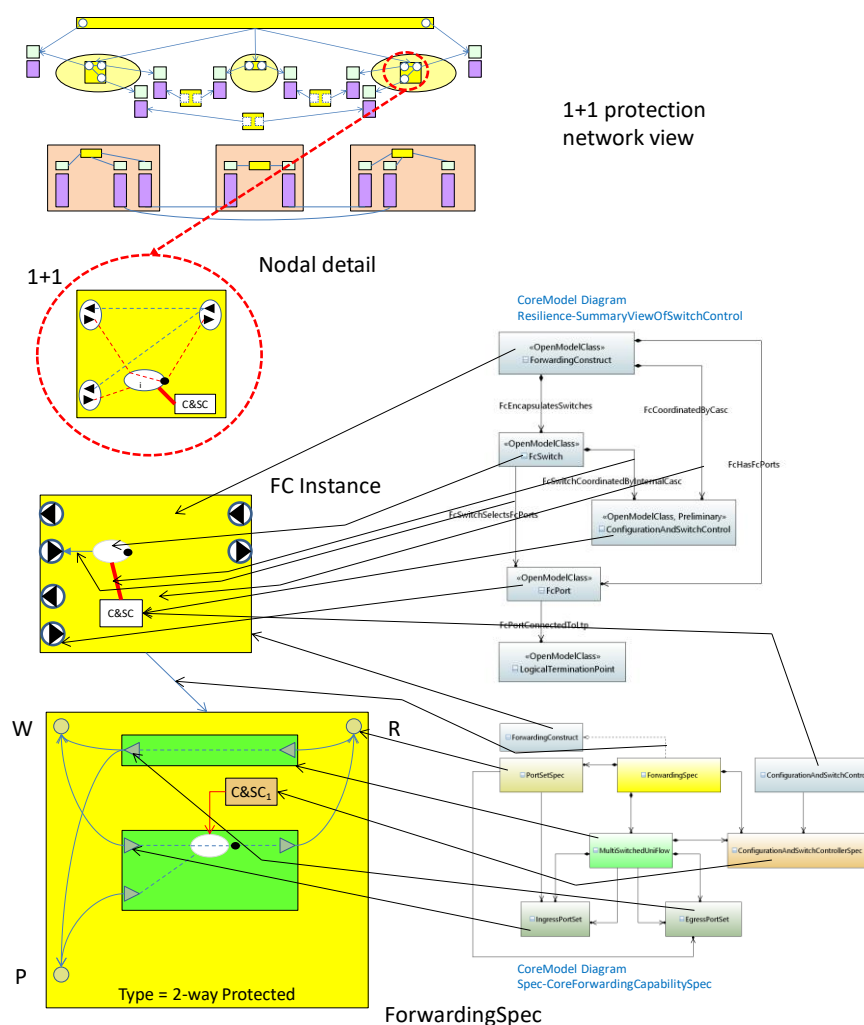 1+1 protection
network view
1+1
Nodal detail
i
C&SC
CoreModel Diagram
Resilience-SummaryViewOfSwitchControl
«OpenModelClass»
ForwardingConstruct
FcEncapsulatesSwitches
FcCoordinatedByCasc
«OpenModelClass»
FcSwitch
FcHasFcPorts
FcSwitchCoordinatedByInternalCasc
FcSwitchSelectsFcPorts
«OpenModelClass, Preliminary»
ConfigurationAndSwitchControl
«OpenModelClass»
FcPort
FcPortConnectedToLtp
«OpenModelClass»
LogicalTerminationPoint
FC Instance
C&SC
W
R
C&SC1
P
Type = 2-way Protected
ForwardingSpec
ForwardingConstruct
PortSetSpec
ForwardingSpec
ConfigurationAndSwitchControl
MultiSwitchedUniFlow
ConfigurationAndSwitchControllerSpec
IngressPortSet
EgressPortSet
CoreModel Diagram
Spec-CoreForwardingCapabilitySpec